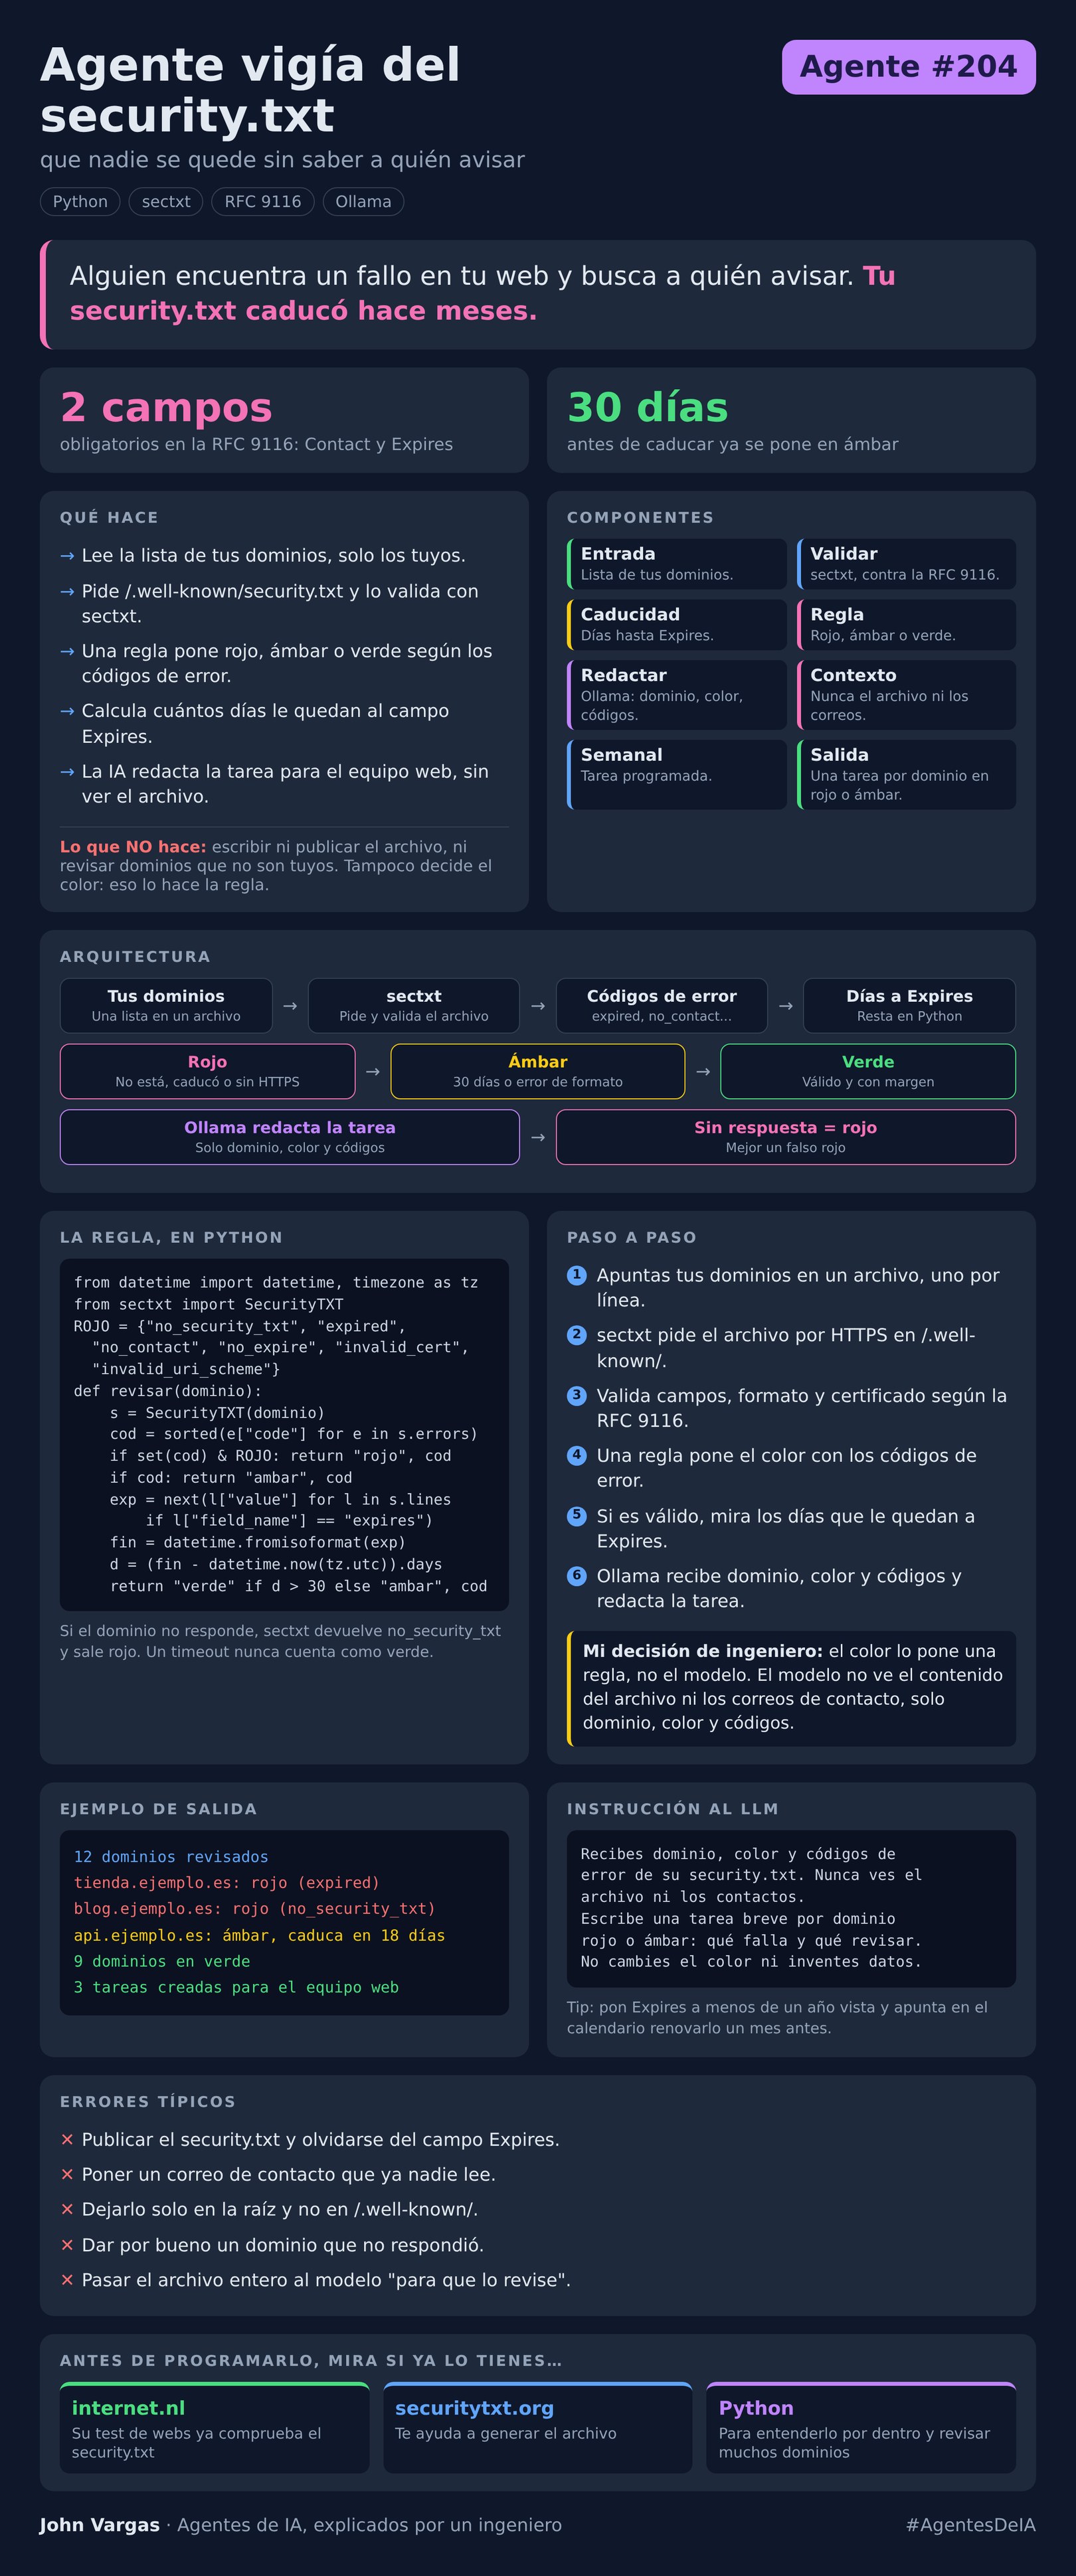 Agente vigía del
security.txt
Agente #204
que nadie se quede sin saber a quién avisar
Python
sectxt
RFC 9116
Ollama
Alguien encuentra un fallo en tu web y busca a quién avisar. Tu
security.txt caducó hace meses.
2 campos
obligatorios en la RFC 9116: Contact y Expires
30 días
antes de caducar ya se pone en ámbar
QUÉ HACE
→ Lee la lista de tus dominios, solo los tuyos.
→ Pide /.well-known/security.txt y lo valida con
sectxt.
→ Una regla pone rojo, ámbar o verde según los
códigos de error.
→ Calcula cuántos días le quedan al campo
Expires.
→ La IA redacta la tarea para el equipo web, sin
ver el archivo.
Lo que NO hace: escribir ni publicar el archivo, ni
revisar dominios que no son tuyos. Tampoco decide el
color: eso lo hace la regla.
COMPONENTES
Entrada
Lista de tus dominios.
Validar
sectxt, contra la RFC 9116.
Caducidad
Días hasta Expires.
Regla
Rojo, ámbar o verde.
Redactar
Ollama: dominio, color,
códigos.
Contexto
Nunca el archivo ni los
correos.
Semanal
Tarea programada.
Salida
Una tarea por dominio en
rojo o ámbar.
ARQUITECTURA
Tus dominios
Una lista en un archivo
→
sectxt
Pide y valida el archivo
→
Códigos de error
expired, no_contact...
→
Días a Expires
Resta en Python
Rojo
No está, caducó o sin HTTPS
→
Ámbar
30 días o error de formato
→
Verde
Válido y con margen
Ollama redacta la tarea
Solo dominio, color y códigos
→
Sin respuesta = rojo
Mejor un falso rojo
LA REGLA, EN PYTHON
from datetime import datetime, timezone as tz
from sectxt import SecurityTXT
ROJO = {"no_security_txt", "expired",
  "no_contact", "no_expire", "invalid_cert",
  "invalid_uri_scheme"}
def revisar(dominio):
    s = SecurityTXT(dominio)
    cod = sorted(e["code"] for e in s.errors)
    if set(cod) & ROJO: return "rojo", cod
    if cod: return "ambar", cod
    exp = next(l["value"] for l in s.lines
        if l["field_name"] == "expires")
    fin = datetime.fromisoformat(exp)
    d = (fin - datetime.now(tz.utc)).days
    return "verde" if d > 30 else "ambar", cod
Si el dominio no responde, sectxt devuelve no_security_txt
y sale rojo. Un timeout nunca cuenta como verde.
PASO A PASO
1 Apuntas tus dominios en un archivo, uno por
línea.
2 sectxt pide el archivo por HTTPS en /.well-
known/.
3 Valida campos, formato y certificado según la
RFC 9116.
4 Una regla pone el color con los códigos de
error.
5 Si es válido, mira los días que le quedan a
Expires.
6 Ollama recibe dominio, color y códigos y
redacta la tarea.
Mi decisión de ingeniero: el color lo pone una
regla, no el modelo. El modelo no ve el contenido
del archivo ni los correos de contacto, solo
dominio, color y códigos.
EJEMPLO DE SALIDA
12 dominios revisados
tienda.ejemplo.es: rojo (expired)
blog.ejemplo.es: rojo (no_security_txt)
api.ejemplo.es: ámbar, caduca en 18 días
9 dominios en verde
3 tareas creadas para el equipo web
INSTRUCCIÓN AL LLM
Recibes dominio, color y códigos de
error de su security.txt. Nunca ves el
archivo ni los contactos.
Escribe una tarea breve por dominio
rojo o ámbar: qué falla y qué revisar.
No cambies el color ni inventes datos.
Tip: pon Expires a menos de un año vista y apunta en el
calendario renovarlo un mes antes.
ERRORES TÍPICOS
✕ Publicar el security.txt y olvidarse del campo Expires.
✕ Poner un correo de contacto que ya nadie lee.
✕ Dejarlo solo en la raíz y no en /.well-known/.
✕ Dar por bueno un dominio que no respondió.
✕ Pasar el archivo entero al modelo "para que lo revise".
ANTES DE PROGRAMARLO, MIRA SI YA LO TIENES...
internet.nl
Su test de webs ya comprueba el
security.txt
securitytxt.org
Te ayuda a generar el archivo
Python
Para entenderlo por dentro y revisar
muchos dominios
John Vargas · Agentes de IA, explicados por un ingeniero
#AgentesDeIA